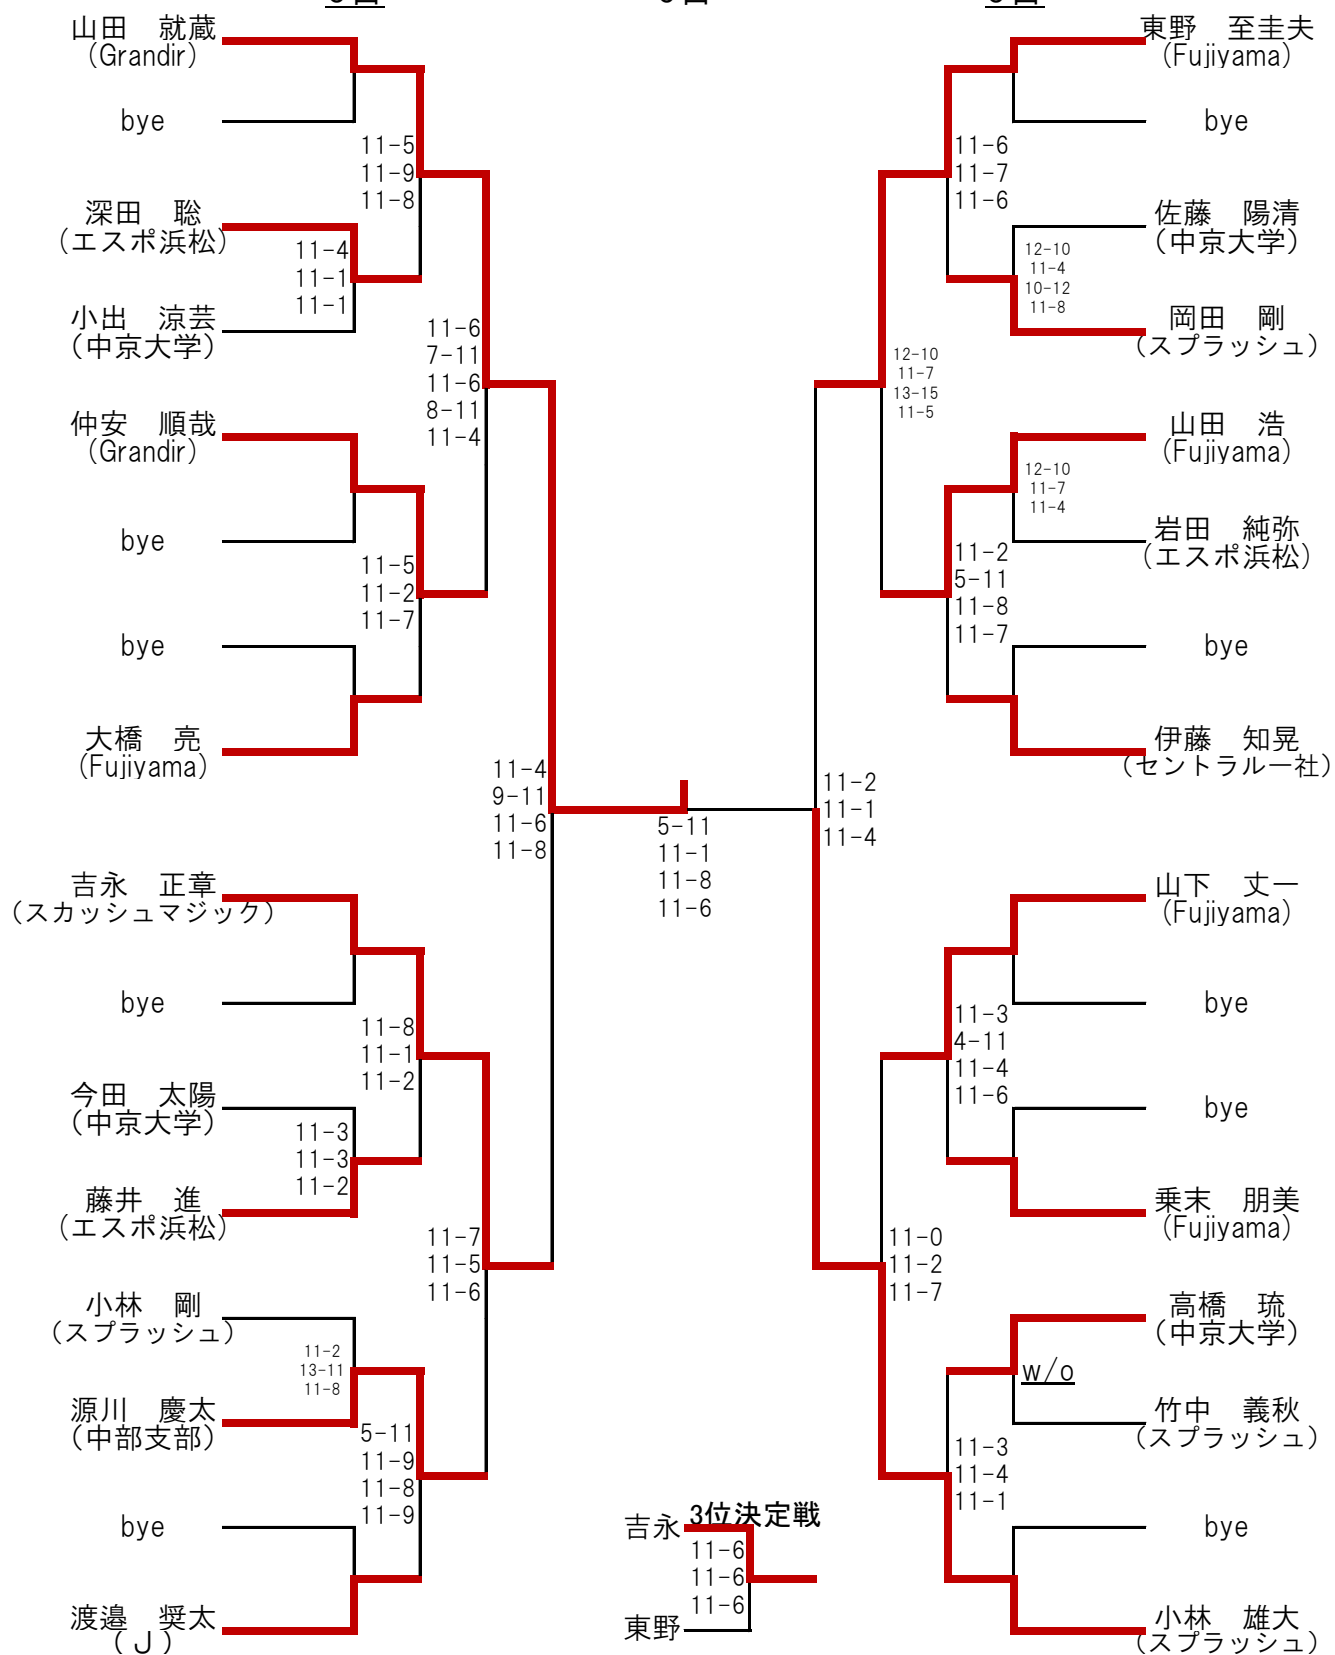 山田　就蔵
(Grandir)
bye
11-5
11-9
11-8
深田　聡
(エスポ浜松)
11-4
11-1
11-1
小出　涼芸
(中京大学)
11-6
7-11
11-6
8-11
11-4
仲安　順哉
(Grandir)
bye
11-5
11-2
11-7
bye
大橋　亮
(Fujiyama)
11-4
9-11
11-6
11-8
吉永　正章
(スカッシュマジック)
bye
11-8
11-1
11-2
今田　太陽
(中京大学)
11-3
11-3
11-2
藤井　進
(エスポ浜松)
11-7
11-5
11-6
小林　剛
(スプラッシュ)
11-2
13-11
11-8
源川　慶太
(中部支部)
5-11
11-9
11-8
11-9
bye
渡邉　奨太
(J)
5-11
11-1
11-8
11-6
3位決定戦
吉永
11-6
11-6
11-6
東野
東野　至圭夫
(Fujiyama)
bye
11-6
11-7
11-6
佐藤　陽清
(中京大学)
12-10
11-4
10-12
11-8
岡田　剛
(スプラッシュ)
12-10
11-7
13-15
11-5
山田　浩
(Fujiyama)
12-10
11-7
11-4
岩田　純弥
(エスポ浜松)
11-2
5-11
11-8
11-7
bye
伊藤　知晃
(セントラル一社)
11-2
11-1
11-4
山下　丈一
(Fujiyama)
bye
11-3
4-11
11-4
11-6
bye
乗末　朋美
(Fujiyama)
11-0
11-2
11-7
高橋　琉
(中京大学)
w/o
竹中　義秋
(スプラッシュ)
11-3
11-4
11-1
bye
小林　雄大
(スプラッシュ)